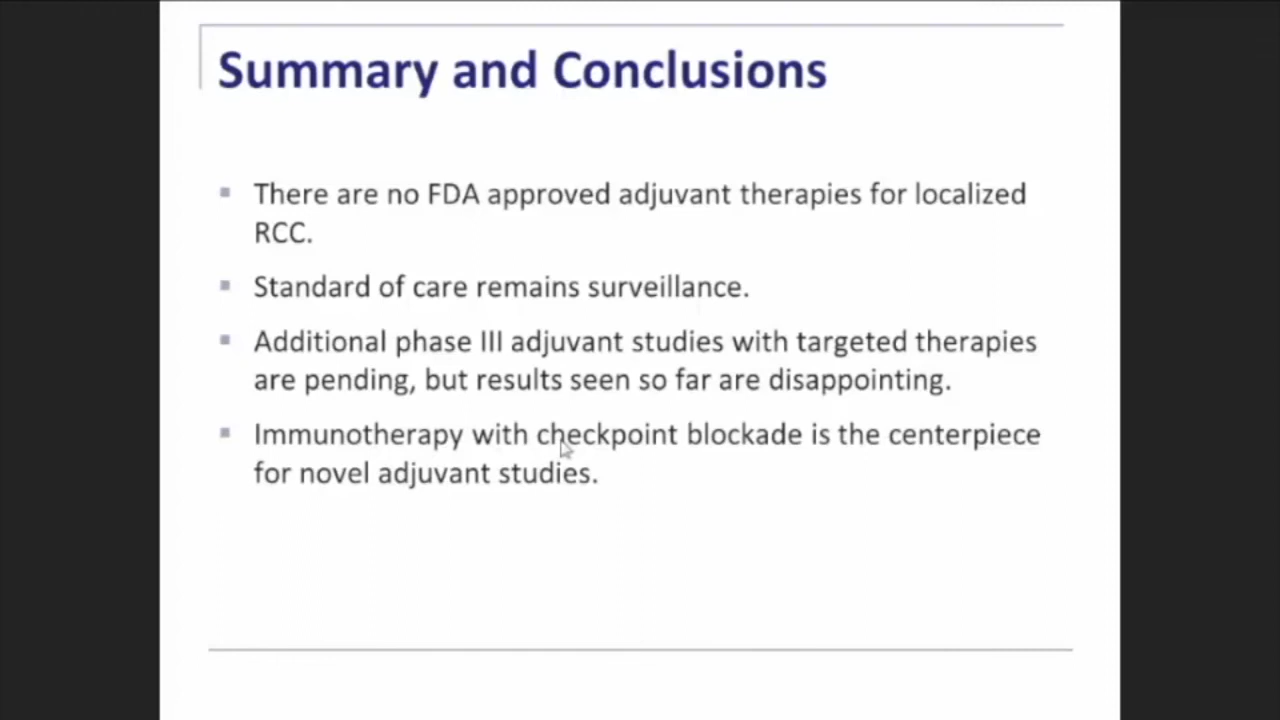 Summary and Conclusions
There are no FDA approved adjuvant therapies for localized
RCC.
Standard of care remains surveillance.
Additional phase III adjuvant studies with targeted therapies
are pending, but results seen so far are disappointing.
Immunotherapy with checkpoint blockade is the centerpiece
for novel adjuvant studies.